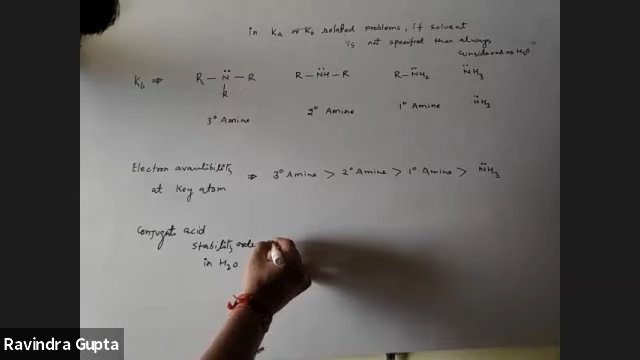 in Ka or Kb related problems, if solvent
is not specified then always
considered as H2O"
Kb ⇒ R – N̈ – R R – N̈H – R R – N̈H2 N̈H3
R
3° Amine 2° Amine 1° Amine N̈H3
Electron avantibility ⇒ 3° Amine > 2° Amine > 1° Amine > N̈H3
at Key atom
Conjugate acid
stability orde
in H2O
Ravindra Gupta